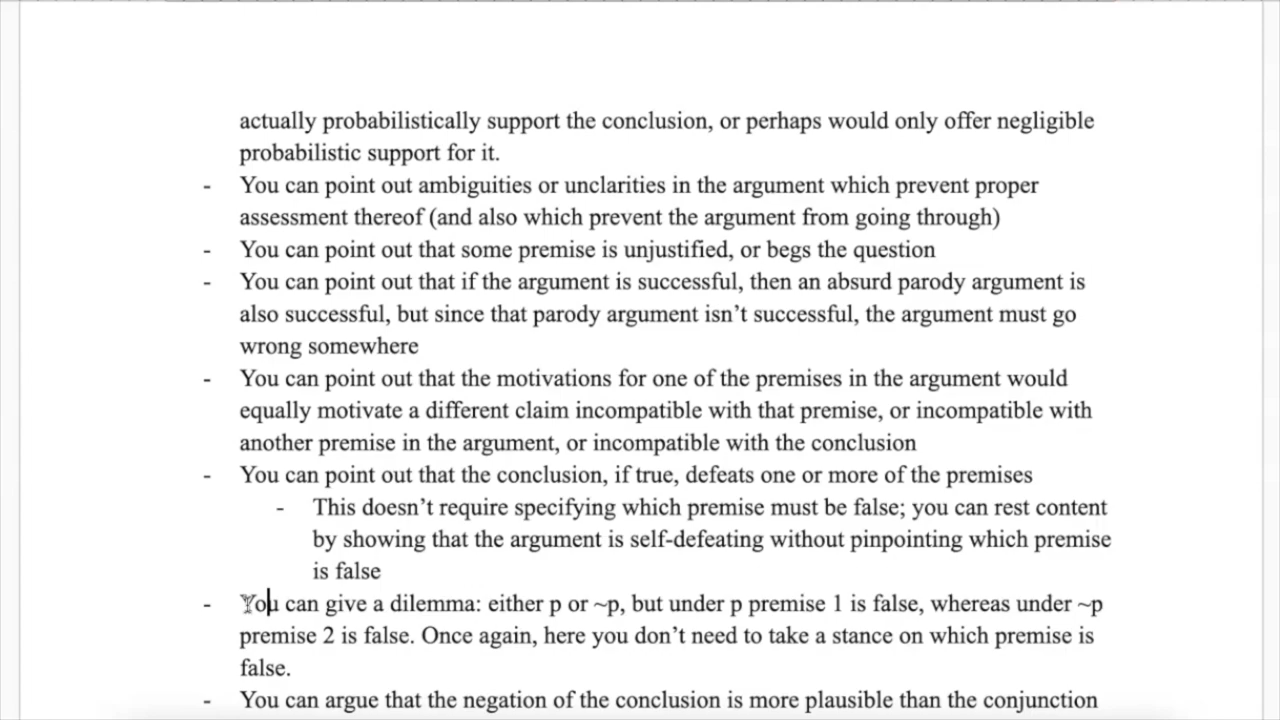 actually probabilistically support the conclusion, or perhaps would only offer negligible
probabilistic support for it.
- You can point out ambiguities or unclarities in the argument which prevent proper
assessment thereof (and also which prevent the argument from going through)
- You can point out that some premise is unjustified, or begs the question
- You can point out that if the argument is successful, then an absurd parody argument is
also successful, but since that parody argument isn’t successful, the argument must go
wrong somewhere
- You can point out that the motivations for one of the premises in the argument would
equally motivate a different claim incompatible with that premise, or incompatible with
another premise in the argument, or incompatible with the conclusion
- You can point out that the conclusion, if true, defeats one or more of the premises
- This doesn’t require specifying which premise must be false; you can rest content
by showing that the argument is self-defeating without pinpointing which premise
is false
- You can give a dilemma: either p or ~p, but under p premise 1 is false, whereas under ~p
premise 2 is false. Once again, here you don’t need to take a stance on which premise is
false.
- You can argue that the negation of the conclusion is more plausible than the conjunction